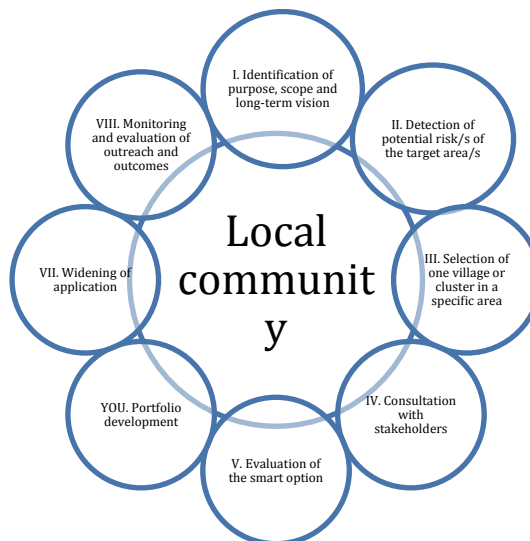 I. Identification of
purpose, scope and
long-term vision
II. Detection of
potential risk/s of
the target area/s
III. Selection of
one village or
cluster in a
specific area
IV. Consultation
with
stakeholders
V. Evaluation of
the smart option
YOU. Portfolio
development
VII. Widening of
application
VIII. Monitoring
and evaluation of
outreach and
outcomes
Local
communit
y